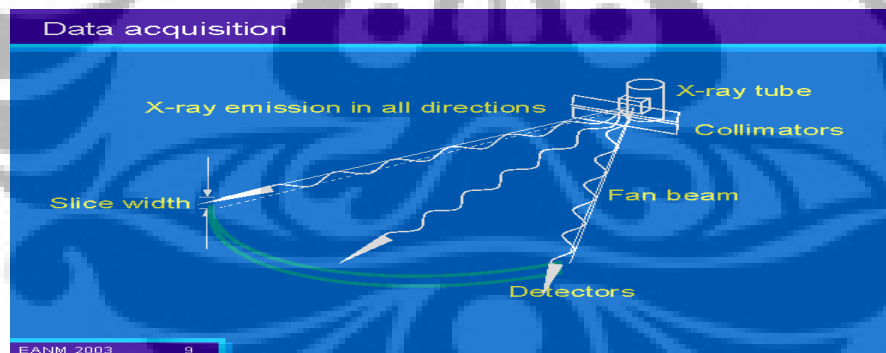 Data acquisition
X-ray tube
X-ray emission in all directions
Collimators
Slice width
Fan beam
Detectors
EANM 2003 9